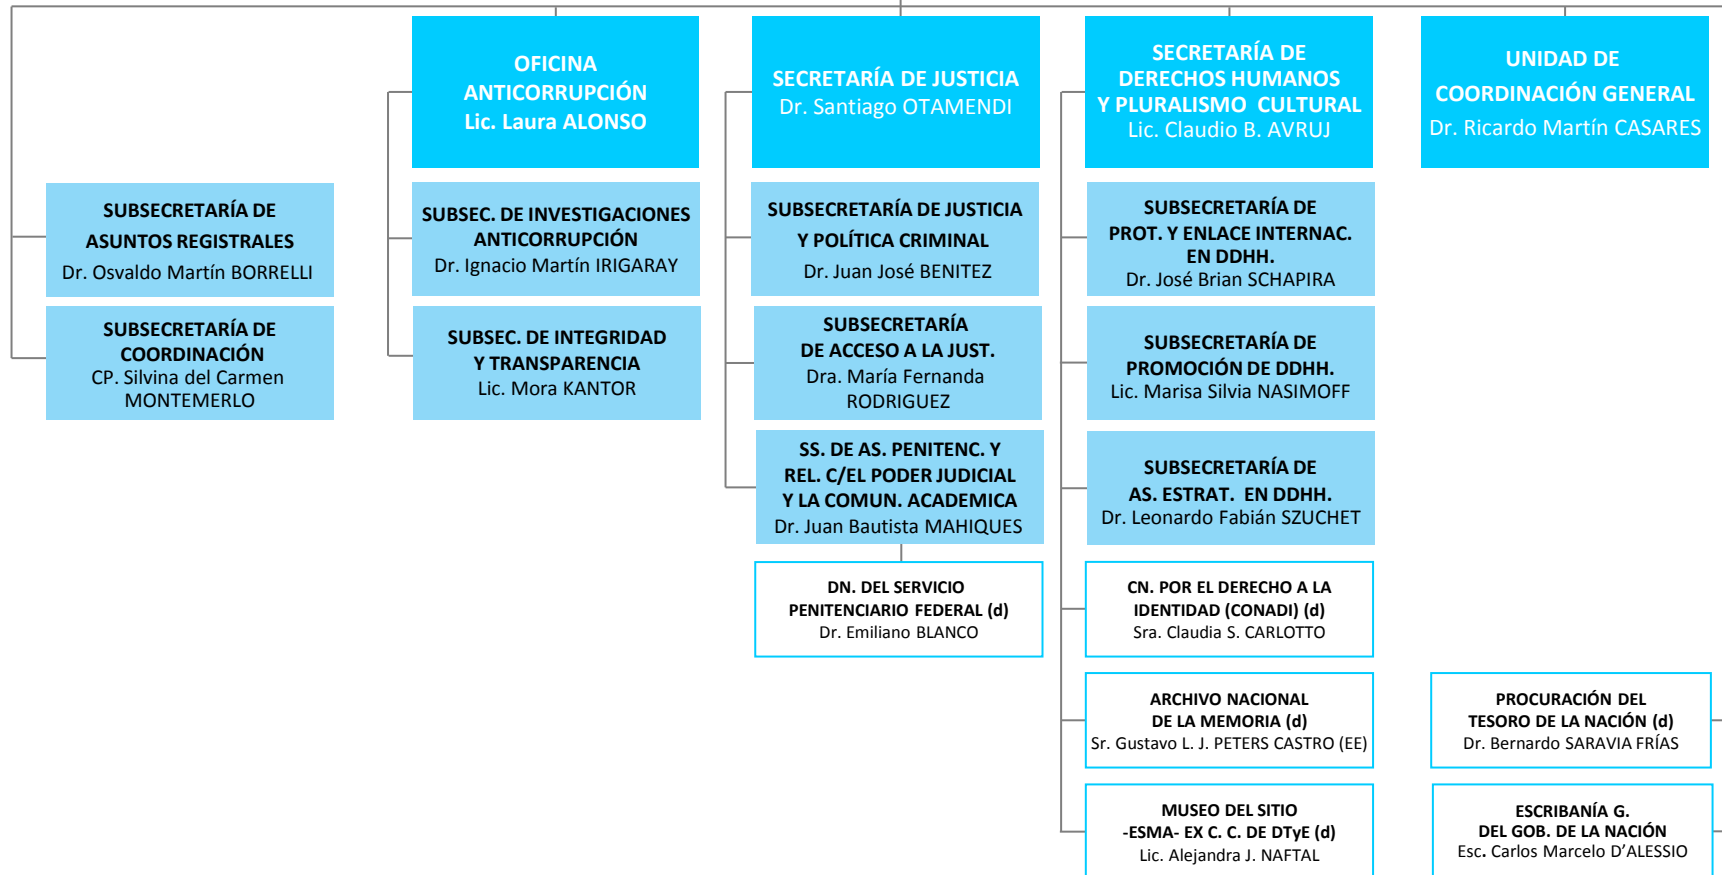 OFICINA
ANTICORRUPCIÓN
Lic. Laura ALONSO
SECRETARÍA DE JUSTICIA
Dr. Santiago OTAMENDI
SECRETARÍA DE
DERECHOS HUMANOS
Y PLURALISMO CULTURAL
Lic. Claudio B. AVRUJ
UNIDAD DE
COORDINACIÓN GENERAL
Dr. Ricardo Martín CASARES
SUBSECRETARÍA DE
ASUNTOS REGISTRALES
Dr. Osvaldo Martín BORRELLI
SUBSEC. DE INVESTIGACIONES
ANTICORRUPCIÓN
Dr. Ignacio Martín IRIGARAY
SUBSECRETARÍA DE JUSTICIA
Y POLÍTICA CRIMINAL
Dr. Juan José BENITEZ
SUBSECRETARÍA DE
PROT. Y ENLACE INTERNAC.
EN DDHH.
Dr. José Brian SCHAPIRA
SUBSECRETARÍA DE
COORDINACIÓN
CP. Silvina del Carmen
MONTEMERLO
SUBSEC. DE INTEGRIDAD
Y TRANSPARENCIA
Lic. Mora KANTOR
SUBSECRETARÍA
DE ACCESO A LA JUST.
Dra. María Fernanda
RODRIGUEZ
SUBSECRETARÍA DE
PROMOCIÓN DE DDHH.
Lic. Marisa Silvia NASIMOFF
SS. DE AS. PENITENC. Y
REL. C/EL PODER JUDICIAL
Y LA COMUN. ACADEMICA
Dr. Juan Bautista MAHIQUES
SUBSECRETARÍA DE
AS. ESTRAT. EN DDHH.
Dr. Leonardo Fabián SZUCHET
DN. DEL SERVICIO
PENITENCIARIO FEDERAL (d)
Dr. Emiliano BLANCO
CN. POR EL DERECHO A LA
IDENTIDAD (CONADI) (d)
Sra. Claudia S. CARLOTTO
ARCHIVO NACIONAL
DE LA MEMORIA (d)
Sr. Gustavo L. J. PETERS CASTRO (EE)
PROCURACIÓN DEL
TESORO DE LA NACIÓN (d)
Dr. Bernardo SARAVIA FRÍAS
MUSEO DEL SITIO
-ESMA- EX C. C. DE DTyE (d)
Lic. Alejandra J. NAFTAL
ESCRIBANÍA G.
DEL GOB. DE LA NACIÓN
Esc. Carlos Marcelo D'ALESSIO